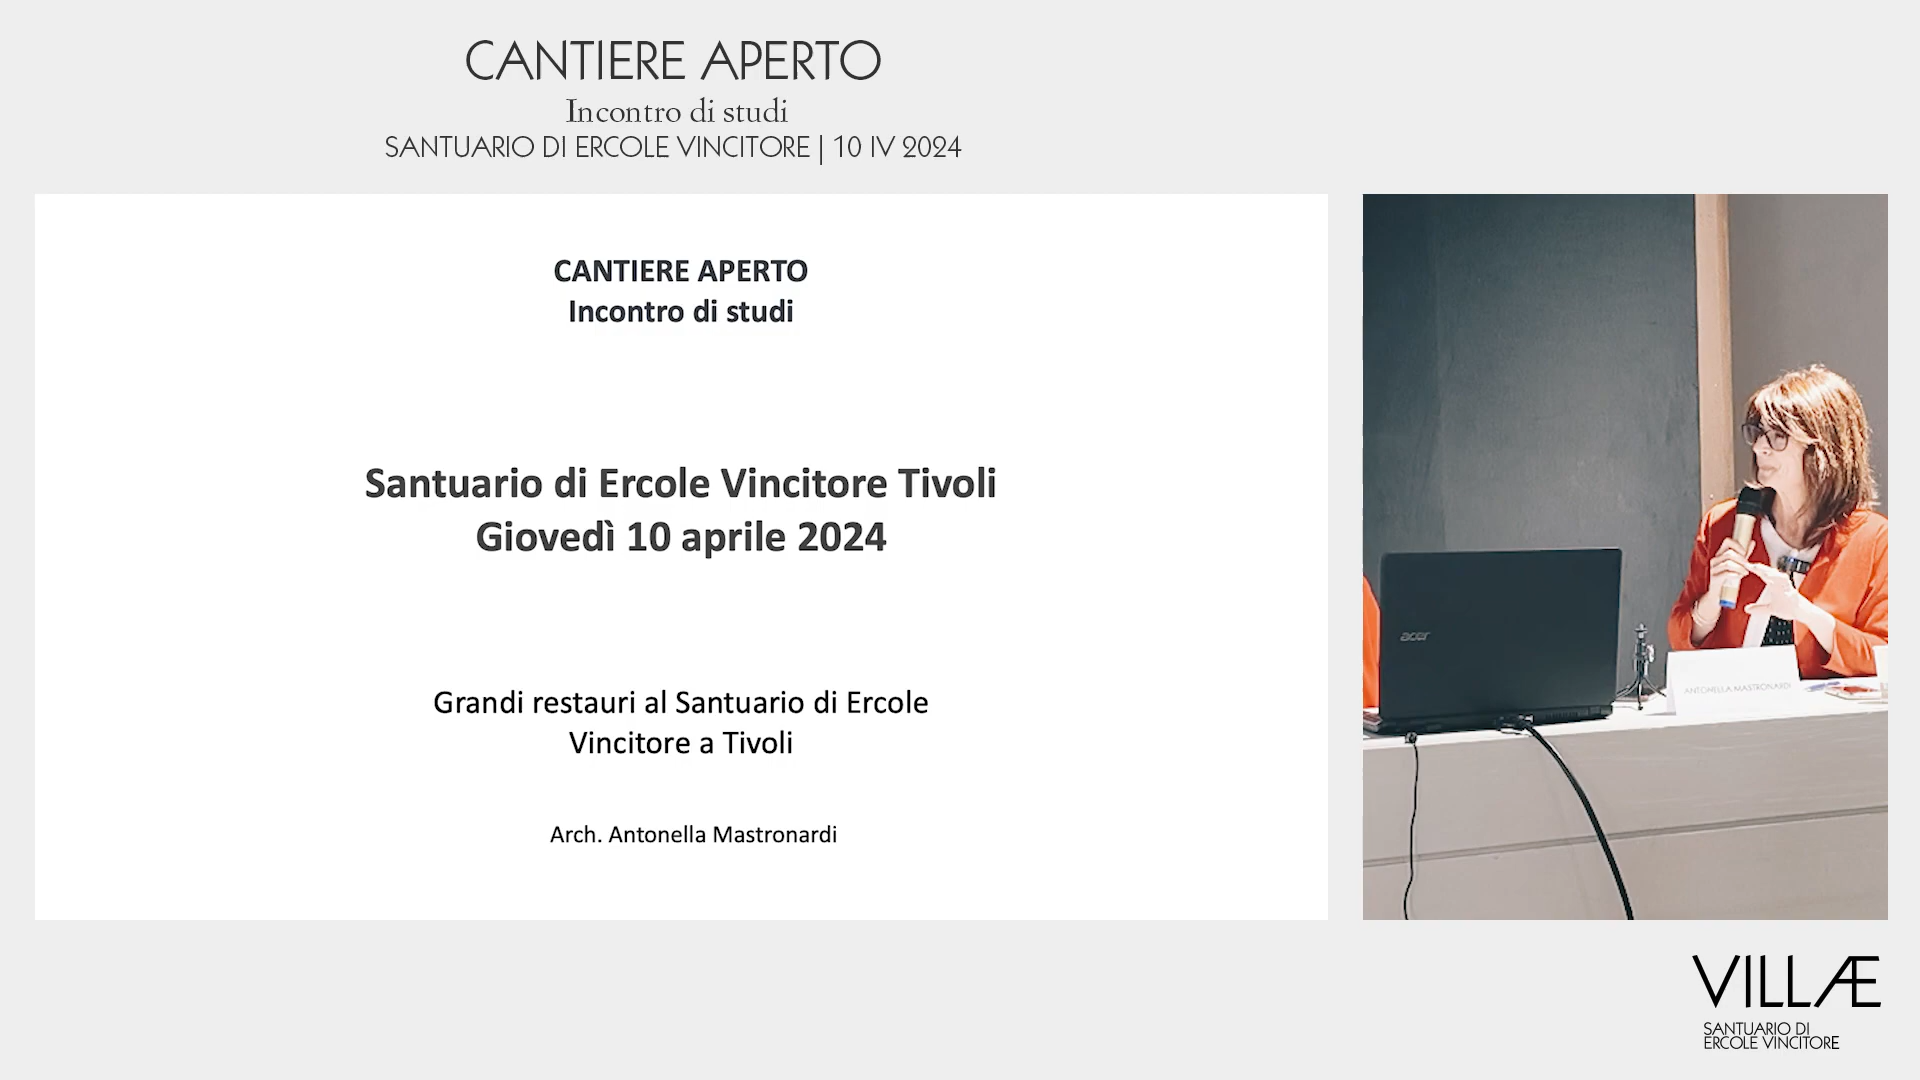 CANTIERE APERTO
Incontro di studi
SANTUARIO DI ERCOLE VINCITORE | 10 IV 2024
CANTIERE APERTO
Incontro di studi
Santuario di Ercole Vincitore Tivoli
Giovedì 10 aprile 2024
Grandi restauri al Santuario di Ercole
Vincitore a Tivoli
Arch. Antonella Mastronardi
acer
ANTONELLA MASTRONARDI
VILLÆ
SANTUARIO DI
ERCOLE VINCITORE